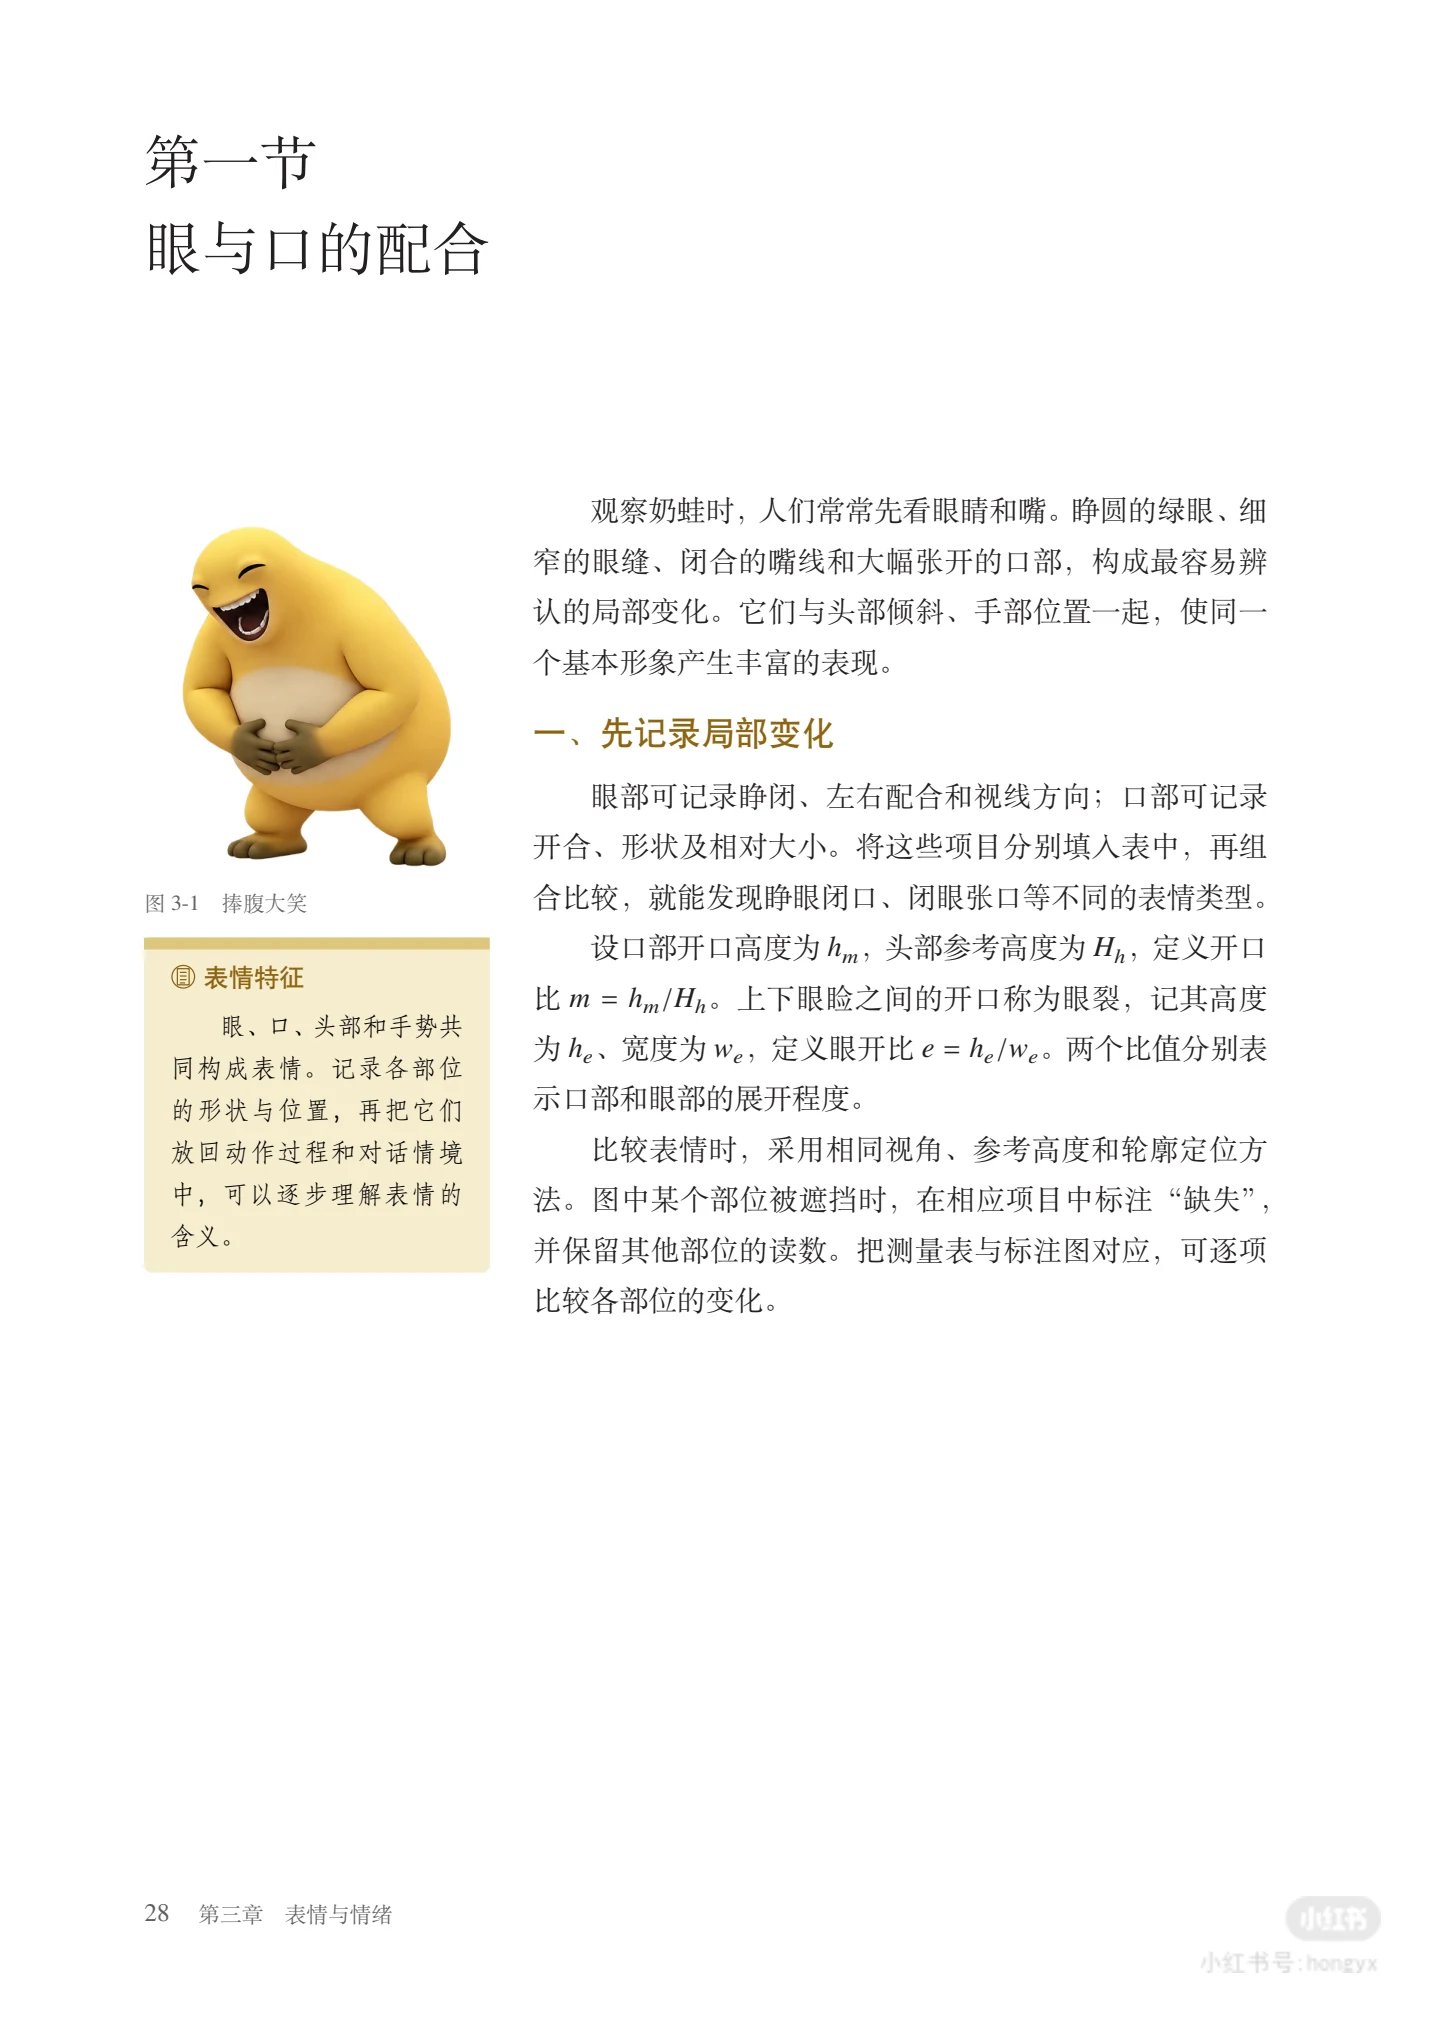 第一节
眼与口的配合
观察奶蛙时，人们常常先看眼睛和嘴。睁圆的绿眼、细
窄的眼缝、闭合的嘴线和大幅张开的口部，构成最容易辨
认的局部变化。它们与头部倾斜、手部位置一起，使同一
个基本形象产生丰富的表现。
一、先记录局部变化
眼部可记录睁闭、左右配合和视线方向；口部可记录
开合、形状及相对大小。将这些项目分别填入表中，再组
合比较，就能发现睁眼闭口、闭眼张口等不同的表情类型。
设口部开口高度为 hm，头部参考高度为 Hh，定义开口
比 m = hm/Hh。上下眼睑之间的开口称为眼裂，记其高度
为 he、宽度为 we，定义眼开比 e = he/we。两个比值分别表
示口部和眼部的展开程度。
比较表情时，采用相同视角、参考高度和轮廓定位方
法。图中某个部位被遮挡时，在相应项目中标注“缺失”，
并保留其他部位的读数。把测量表与标注图对应，可逐项
比较各部位的变化。
图 3-1 捧腹大笑
表情特征
眼、口、头部和手势共
同构成表情。记录各部位
的形状与位置，再把它们
放回动作过程和对话情境
中，可以逐步理解表情的
含义。
28 第三章 表情与情绪
小红书
小红书号:hongyx